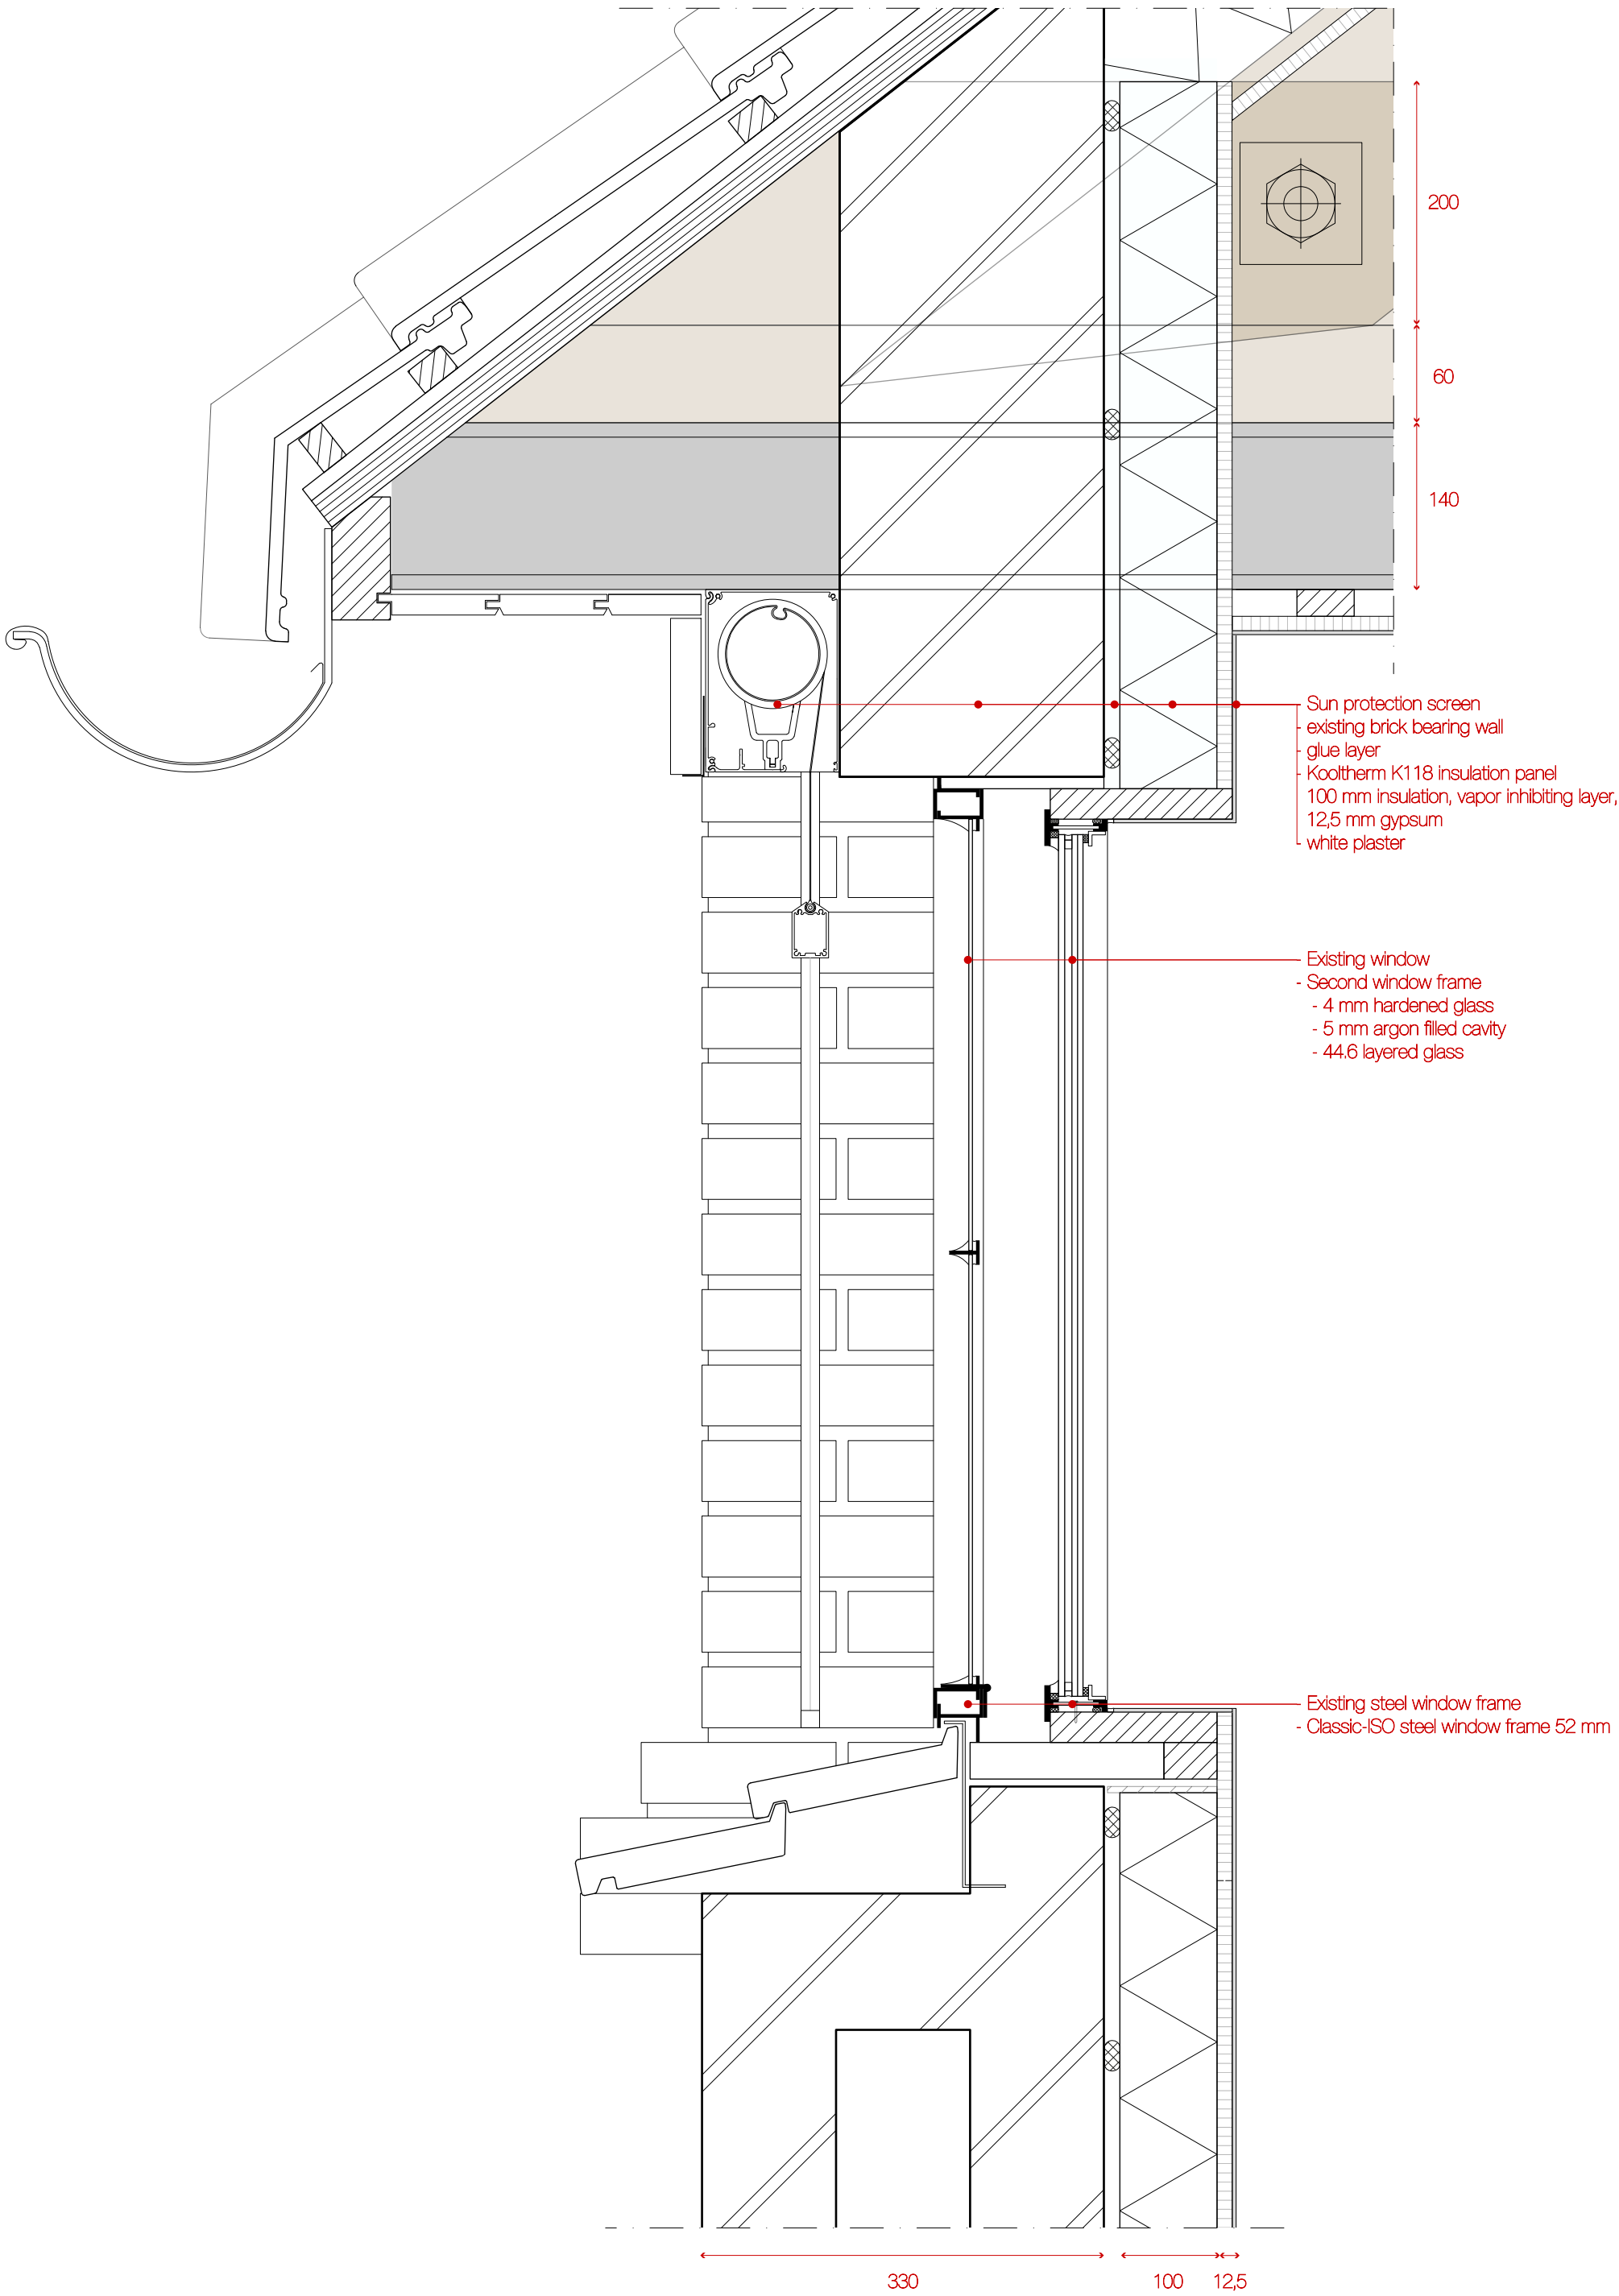 200
60
140
Sun protection screen
- existing brick bearing wall
- glue layer
- Kooltherm K118 insulation panel
100 mm insulation, vapor inhibiting layer,
12,5 mm gypsum
- white plaster
Existing window
- Second window frame
- 4 mm hardened glass
- 5 mm argon filled cavity
- 44.6 layered glass
Existing steel window frame
- Classic-ISO steel window frame 52 mm
330
100
12,5